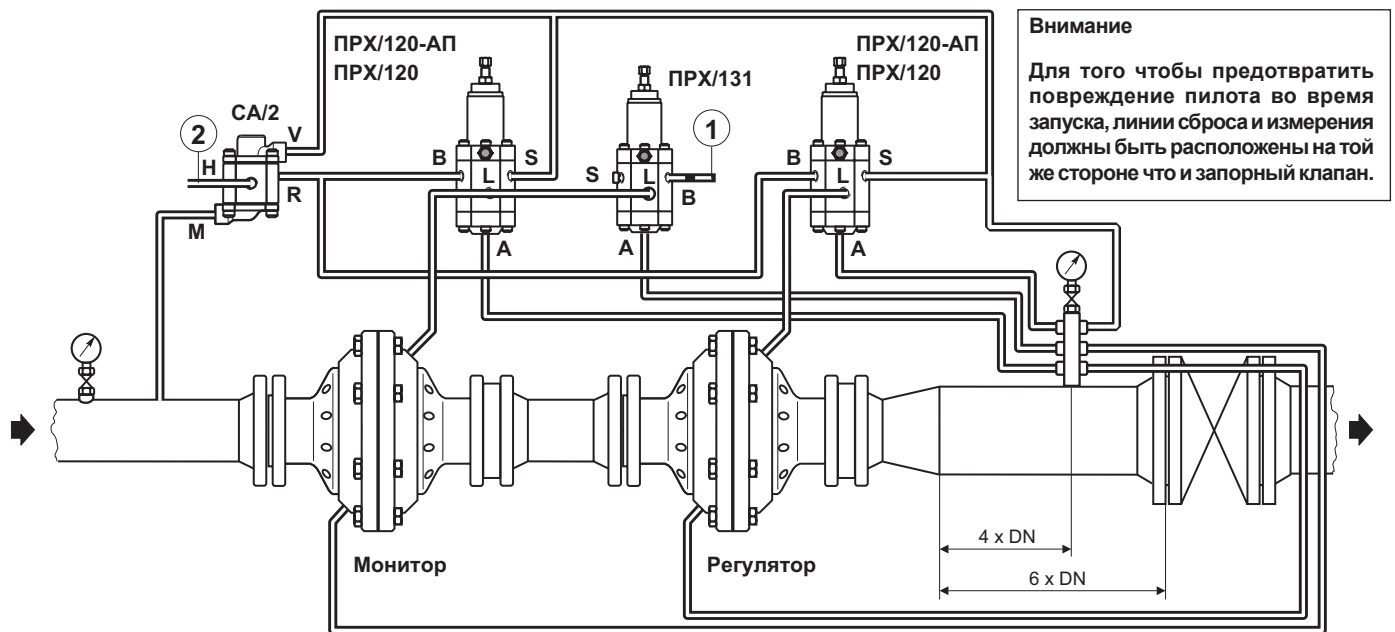 ПРХ/120-АП
ПРХ/120
ПРХ/131
ПРХ/120-АП
ПРХ/120
Внимание
Для того чтобы предотвратить
повреждение пилота во время
запуска, линии сброса и измерения
должны быть расположены на той
же стороне что и запорный клапан.
СА/2
2
V
H
R
M
B
S
L
A
S
L
B
A
1
B
S
L
A
Монитор
Регулятор
4 x DN
6 x DN